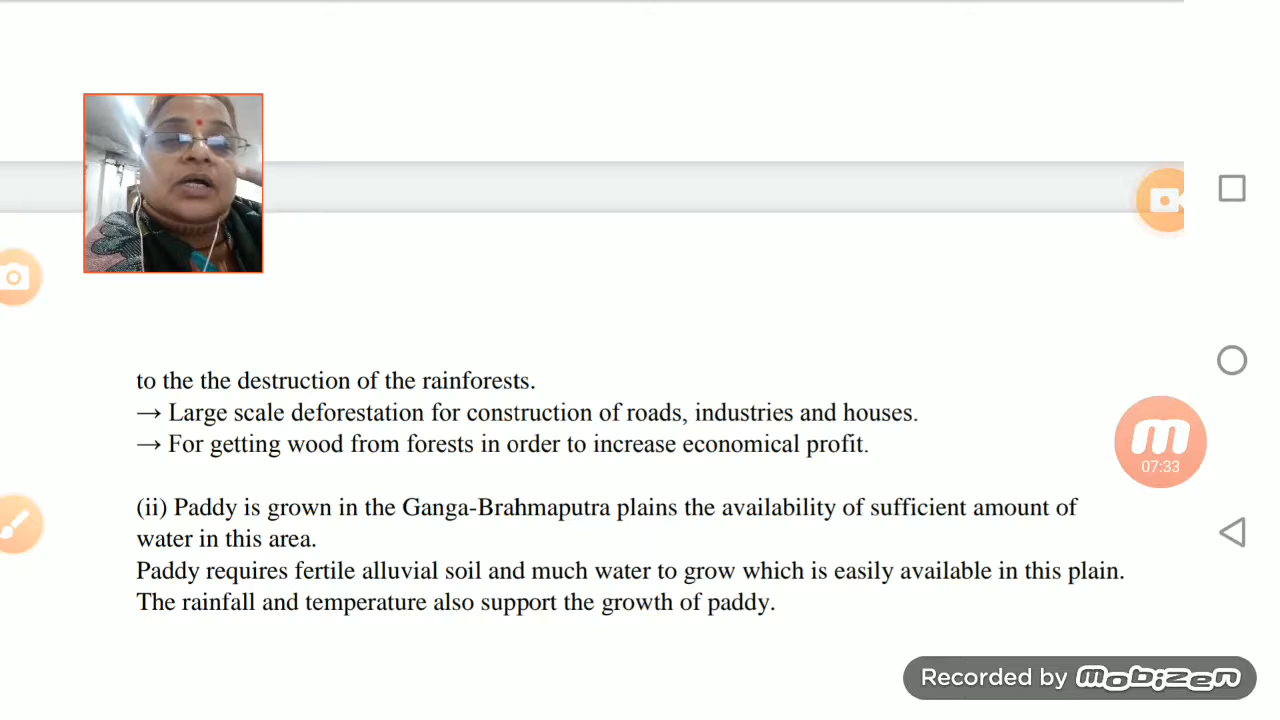 to the the destruction of the rainforests.
→ Large scale deforestation for construction of roads, industries and houses.
→ For getting wood from forests in order to increase economical profit.
(ii) Paddy is grown in the Ganga-Brahmaputra plains the availability of sufficient amount of
water in this area.
Paddy requires fertile alluvial soil and much water to grow which is easily available in this plain.
The rainfall and temperature also support the growth of paddy.
07:33
Recorded by mobizen